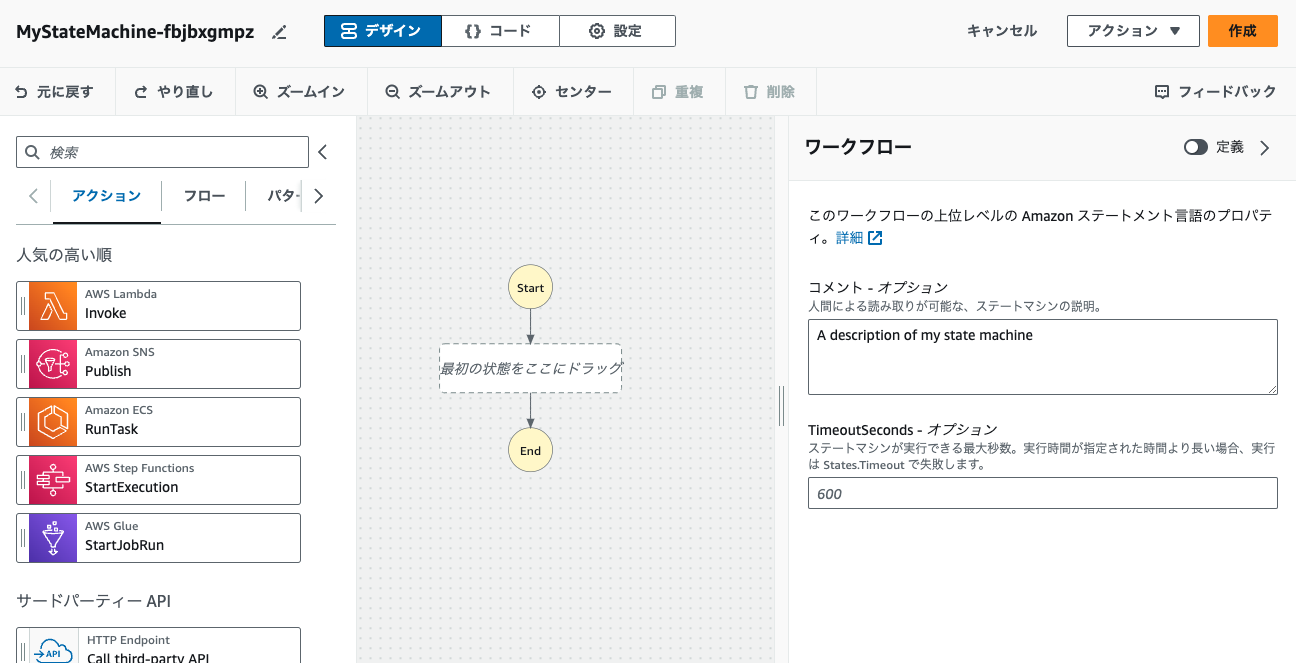 MyStateMachine-fbjbxgmpz
デザイン
コード
設定
キャンセル
アクション ▼
作成
元に戻す
やり直し
ズームイン
ズームアウト
センター
重複
削除
フィードバック
検索
アクション
フロー
パター
人気の高い順
AWS Lambda
Invoke
Amazon SNS
Publish
Amazon ECS
RunTask
AWS Step Functions
StartExecution
AWS Glue
StartJobRun
サードパーティー API
API
HTTP Endpoint
Call third-party API
Start
最初の状態をここにドラッグ
End
ワークフロー
定義
このワークフローの上位レベルの Amazon ステートメント言語のプロパテ
ィ。詳細
コメント - オプション
人間による読み取りが可能な、ステートマシンの説明。
A description of my state machine
TimeoutSeconds - オプション
ステートマシンが実行できる最大秒数。実行時間が指定された時間より長い場合、実行
は States.Timeout で失敗します。
600